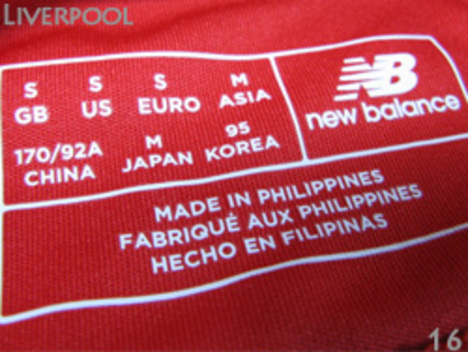 LIVERPOOL
S S S M
GB US EURO ASIA
170/92A M 95
CHINA JAPAN KOREA
NB
new balance
MADE IN PHILIPPINES
FABRIQUÉ AUX PHILIPPINES
HECHO EN FILIPINAS
16